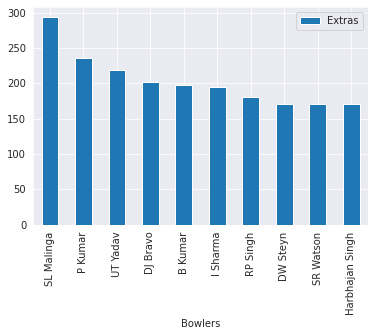 300
250
200
150
100
50
0
Extras
SL Malinga
P Kumar
UT Yadav
DJ Bravo
B Kumar
I Sharma
RP Singh
DW Steyn
SR Watson
Harbhajan Singh
Bowlers